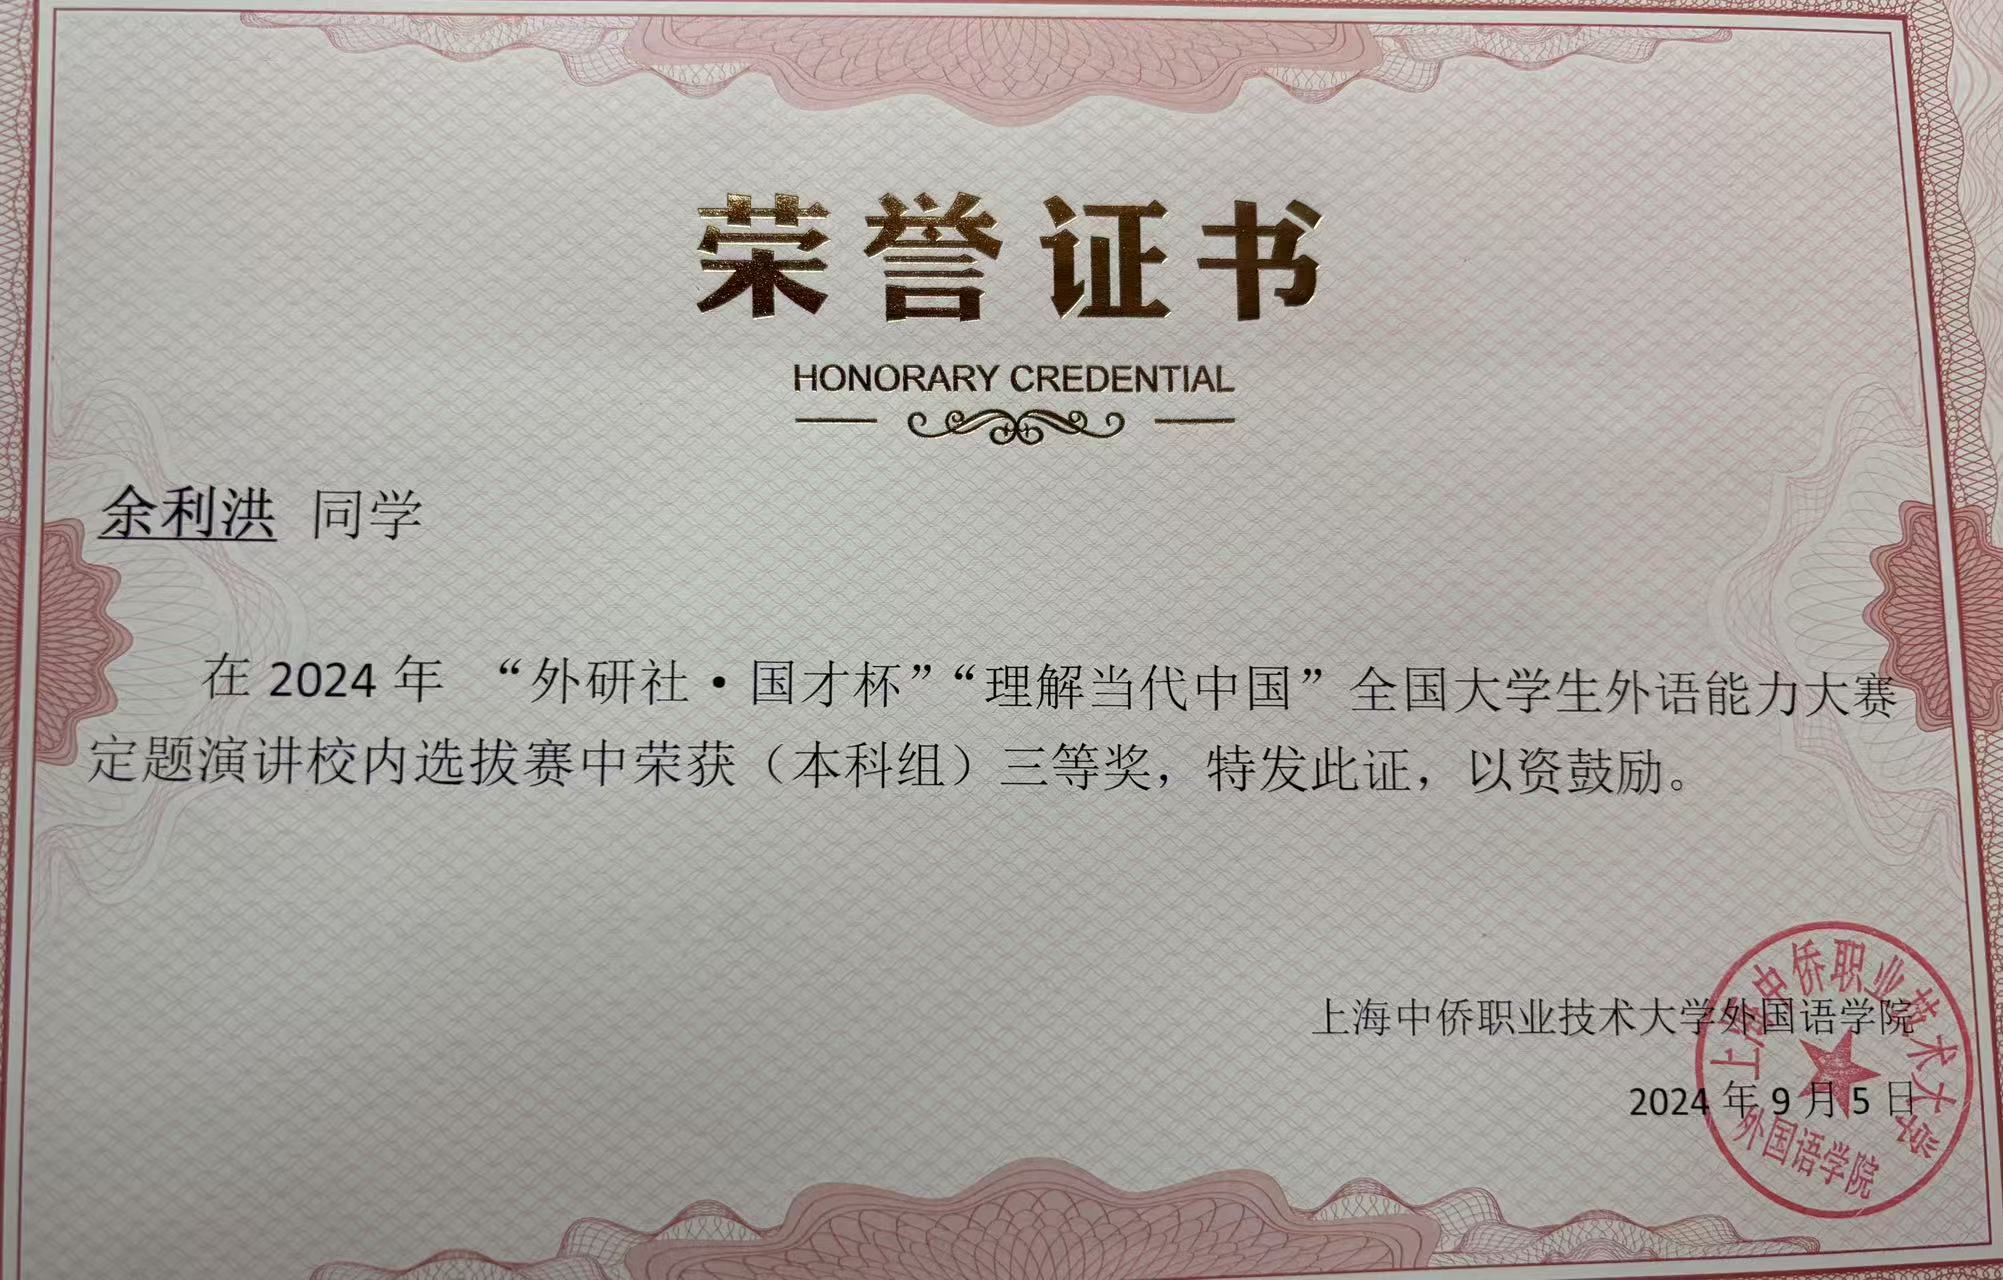 荣誉证书
HONORARY CREDENTIAL
余利洪 同学
在 2024 年 “外研社·国才杯”“理解当代中国”全国大学生外语能力大赛
定题演讲校内选拔赛中荣获（本科组）三等奖，特发此证，以资鼓励。
上海中侨职业技术大学外国语学院
2024 年 9 月 5 日
上海中侨职业技术大学
外国语学院